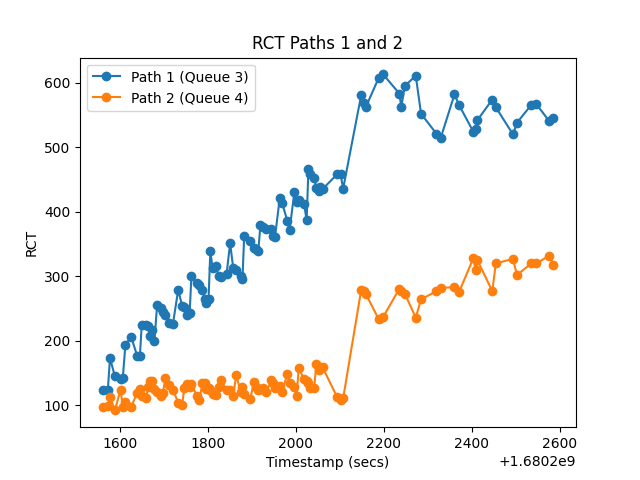 RCT Paths 1 and 2
Path 1 (Queue 3)
Path 2 (Queue 4)
600
500
400
300
200
100
RCT
1600 1800 2000 2200 2400 2600
Timestamp (secs)
+1.6802e9